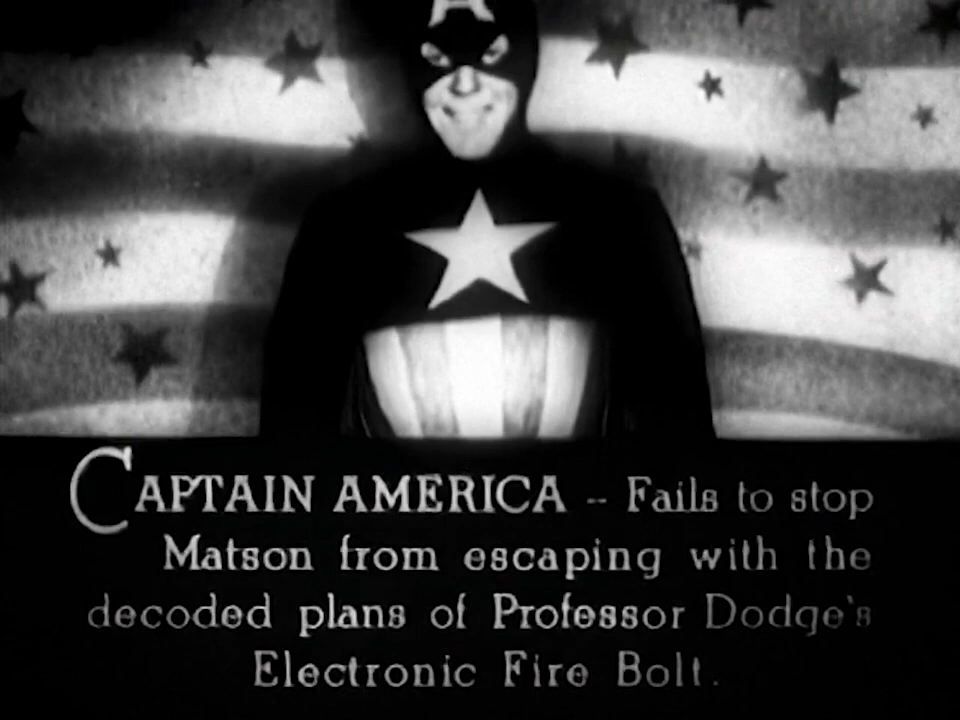 A
CAPTAIN AMERICA -- Fails to stop
Matson from escaping with the
decoded plans of Professor Dodge's
Electronic Fire Bolt.